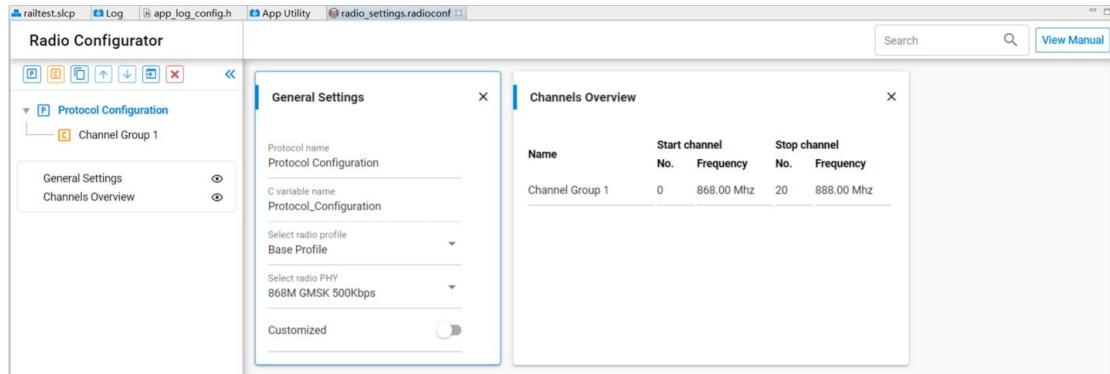 railtest.slcp
Log
app_log_config.h
App Utility
radio_settings.radioconf
Radio Configurator
Search
View Manual
P
C
Protocol Configuration
Channel Group 1
General Settings
Channels Overview
General Settings
Protocol name
Protocol Configuration
C variable name
Protocol_Configuration
Select radio profile
Base Profile
Select radio PHY
868M GMSK 500Kbps
Customized
Channels Overview
Name Start channel Stop channel
No. Frequency No. Frequency
Channel Group 1 0 868.00 Mhz 20 888.00 Mhz